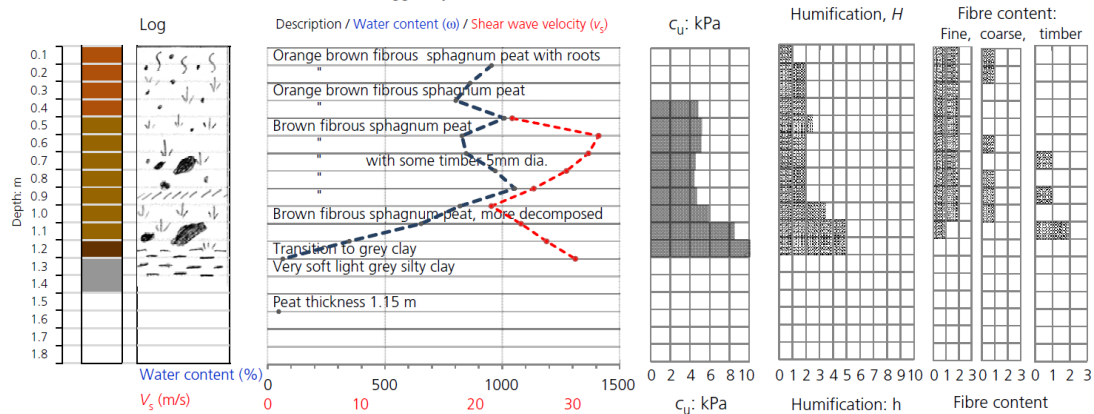 Log
Description / Water content (ω) / Shear wave velocity (vs)
cu: kPa
Humification, H
Fibre content:
Fine, coarse, timber
Depth: m
0.1
0.2
0.3
0.4
0.5
0.6
0.7
0.8
0.9
1.0
1.1
1.2
1.3
1.4
1.5
1.6
1.7
1.8
Orange brown fibrous sphagnum peat with roots
"
Orange brown fibrous sphagnum peat
"
Brown fibrous sphagnum peat
"
" with some timber 5mm dia.
"
"
Brown fibrous sphagnum peat, more decomposed
Transition to grey clay
Very soft light grey silty clay
Peat thickness 1.15 m
Water content (%)
0 500 1000 1500
Vs (m/s)
0 10 20 30
0 2 4 6 8 10
cu: kPa
0 1 2 3 4 5 6 7 8 9 10
Humification: h
0 1 2 3 0 1 2 3 0 1 2 3
Fibre content